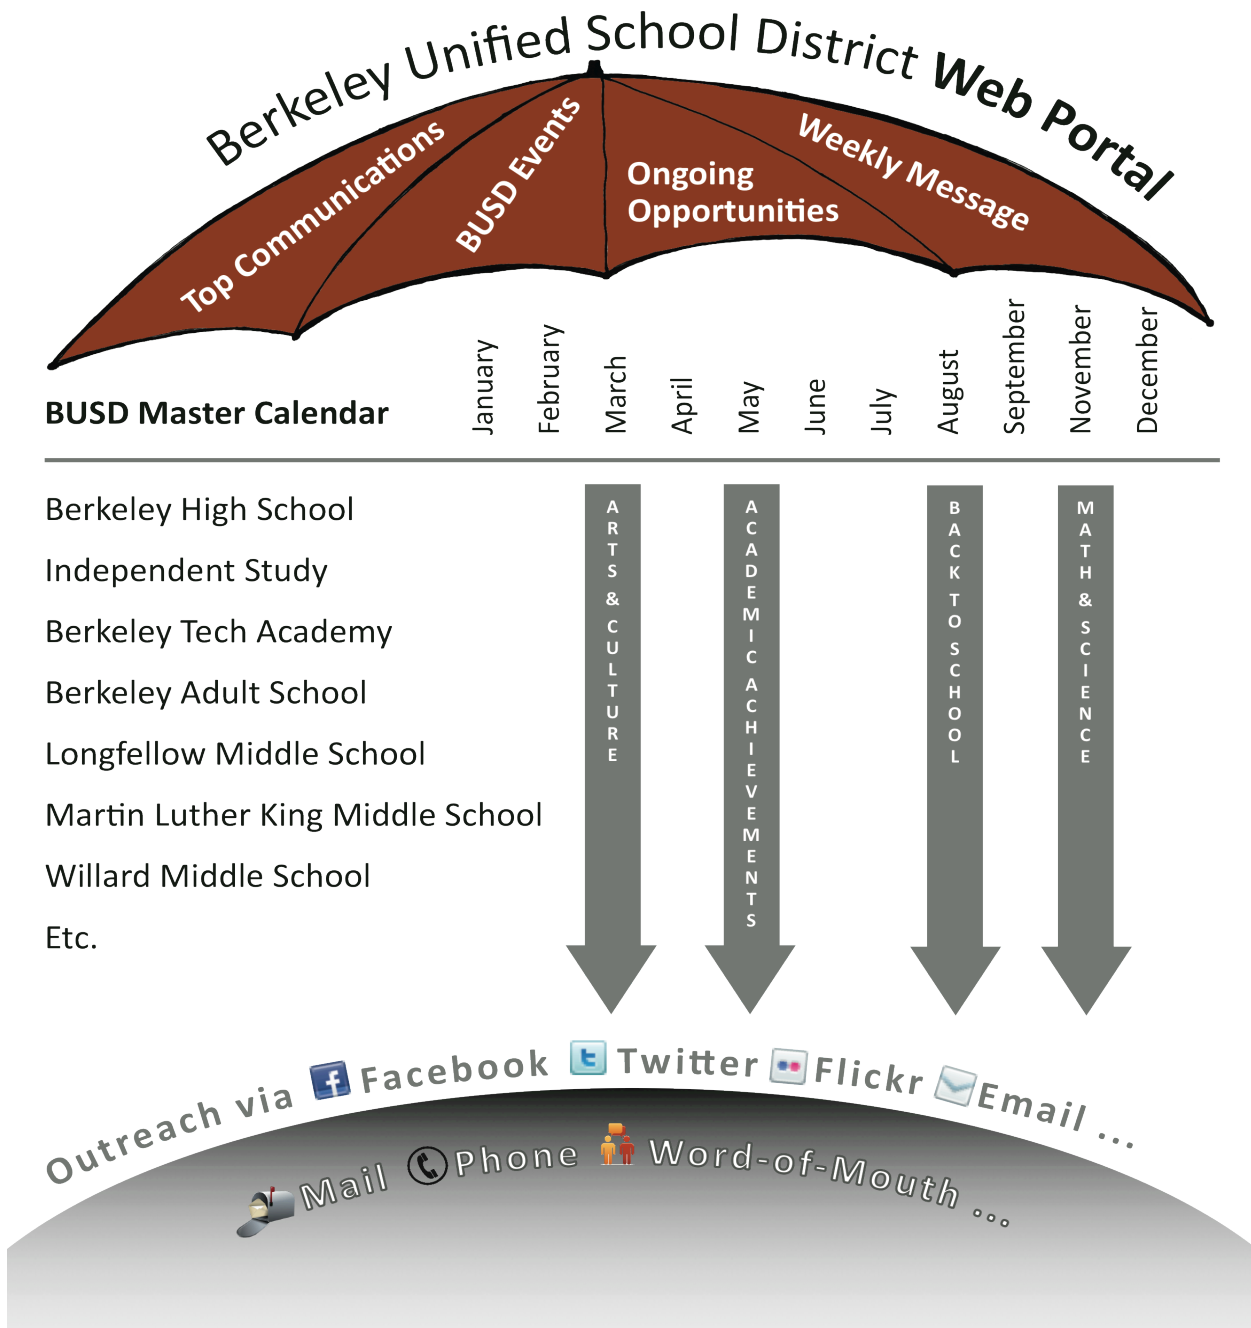 Berkeley Unified School District Web Portal
Top Communications
BUSD Events
Ongoing
Opportunities
Weekly Message
BUSD Master Calendar
January
February
March
April
May
June
July
August
September
November
December
Berkeley High School
Independent Study
Berkeley Tech Academy
Berkeley Adult School
Longfellow Middle School
Martin Luther King Middle School
Willard Middle School
Etc.
ARTS & CULTURE
ACADEMIC ACHIEVEMENTS
BACK TO SCHOOL
MATH & SCIENCE
Outreach via f Facebook t Twitter Flickr Email ...
Mail Phone Word-of-Mouth ...